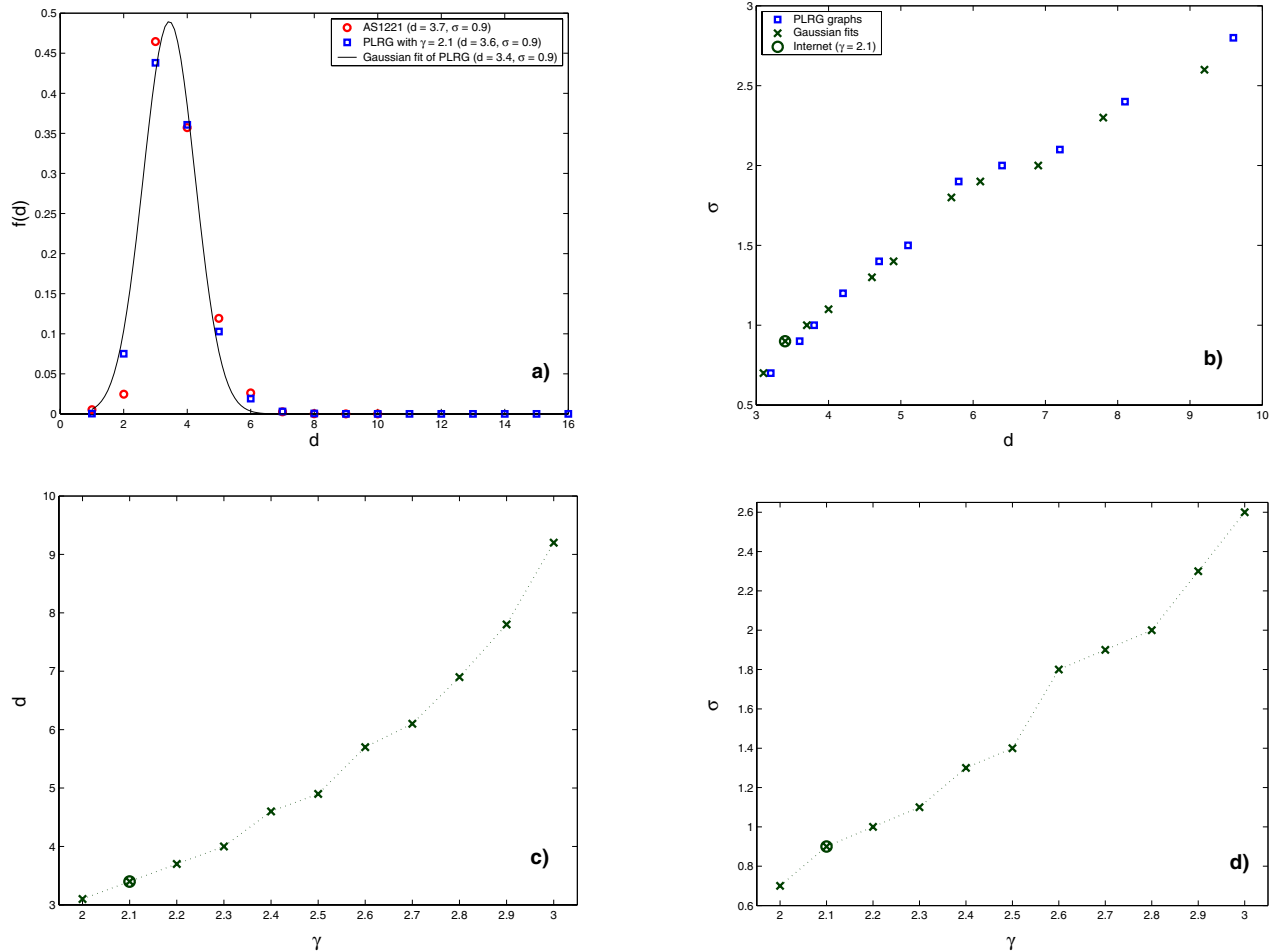 AS1221 (d = 3.7, σ = 0.9)
PLRG with γ = 2.1 (d = 3.6, σ = 0.9)
Gaussian fit of PLRG (d = 3.4, σ = 0.9)
0.5
0.45
0.4
0.35
0.3
0.25
0.2
0.15
0.1
0.05
0
f(d)
0 2 4 6 8 10 12 14 16
d
a)
PLRG graphs
Gaussian fits
Internet (γ = 2.1)
2.5
2
1.5
1
0.5
σ
3 4 5 6 7 8 9 10
d
b)
10
9
8
7
6
5
4
3
d
2 2.1 2.2 2.3 2.4 2.5 2.6 2.7 2.8 2.9 3
γ
c)
2.6
2.4
2.2
2
1.8
1.6
1.4
1.2
1
0.8
0.6
σ
2 2.1 2.2 2.3 2.4 2.5 2.6 2.7 2.8 2.9 3
γ
d)